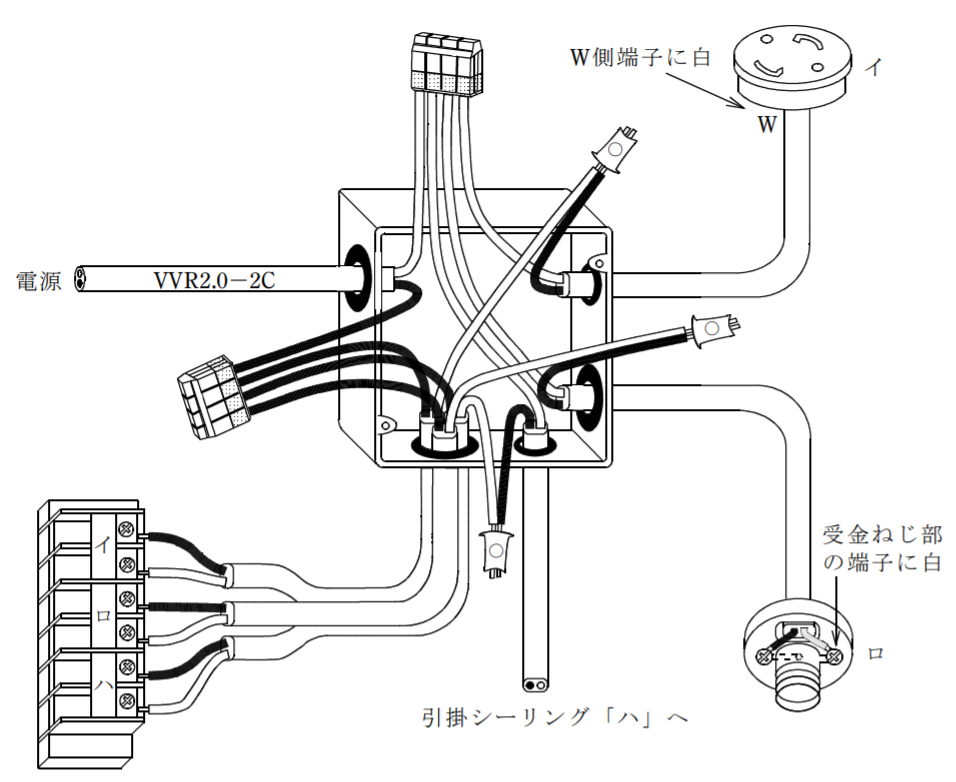 W側端子に白
イ
W
電源
VVR2.0−2C
イ
ロ
ハ
受金ねじ部
の端子に白
ロ
引掛シーリング「ハ」へ